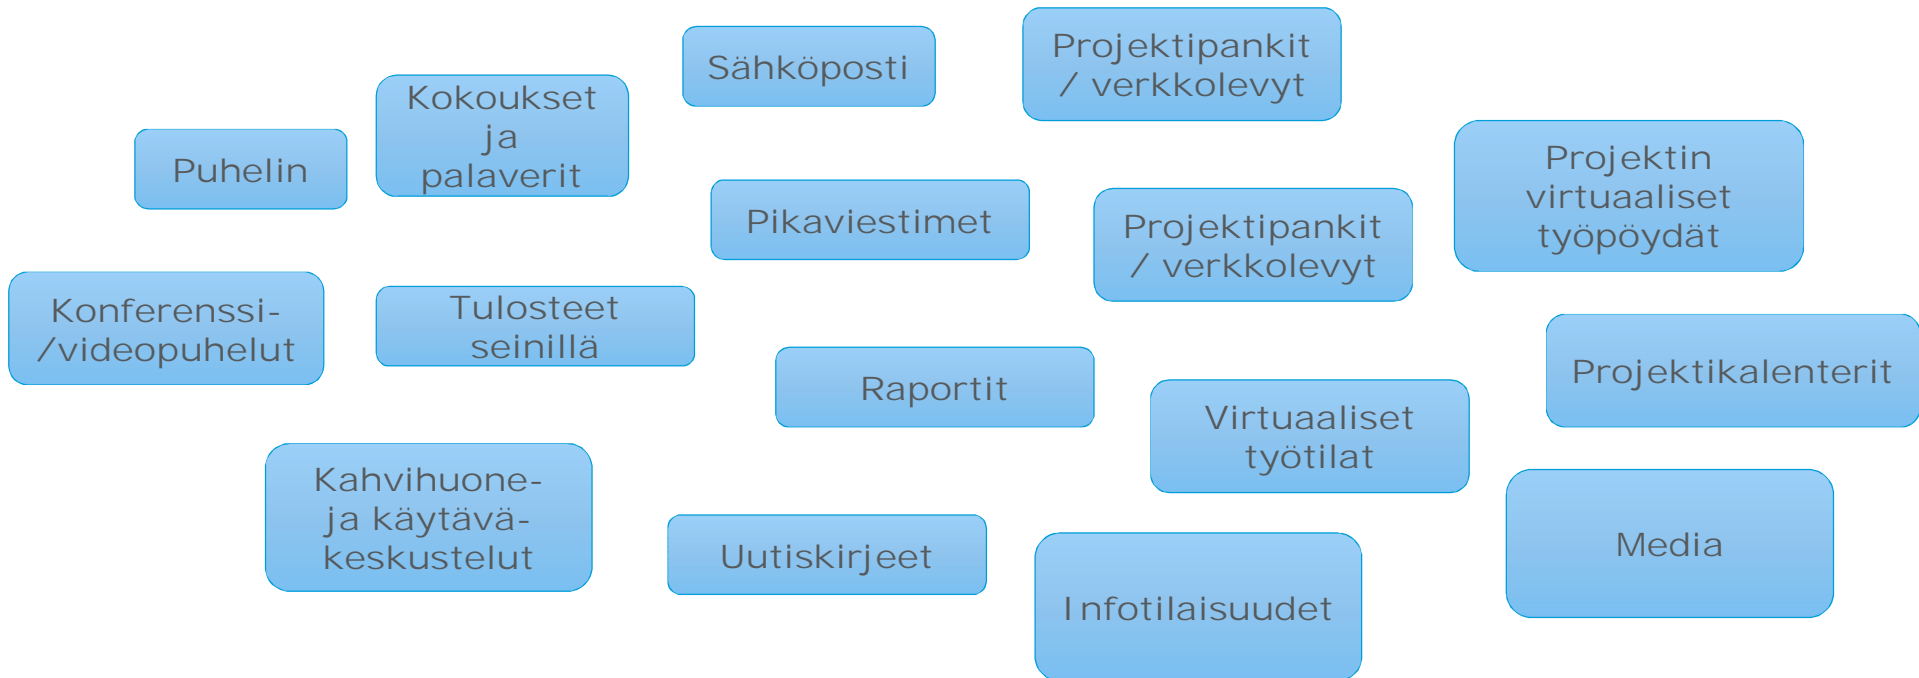 Sähköposti
Projektipankit
/ verkkolevyt
Kokoukset
ja
palaverit
Puhelin
Projektin
virtuaaliset
työpöydät
Pikaviestimet
Projektipankit
/ verkkolevyt
Konferenssi-
/videopuhelut
Tulosteet
seinillä
Projektikalenterit
Raportit
Virtuaaliset
työtilat
Kahvihuone-
ja käytävä-
keskustelut
Uutiskirjeet
Media
Infotilaisuudet